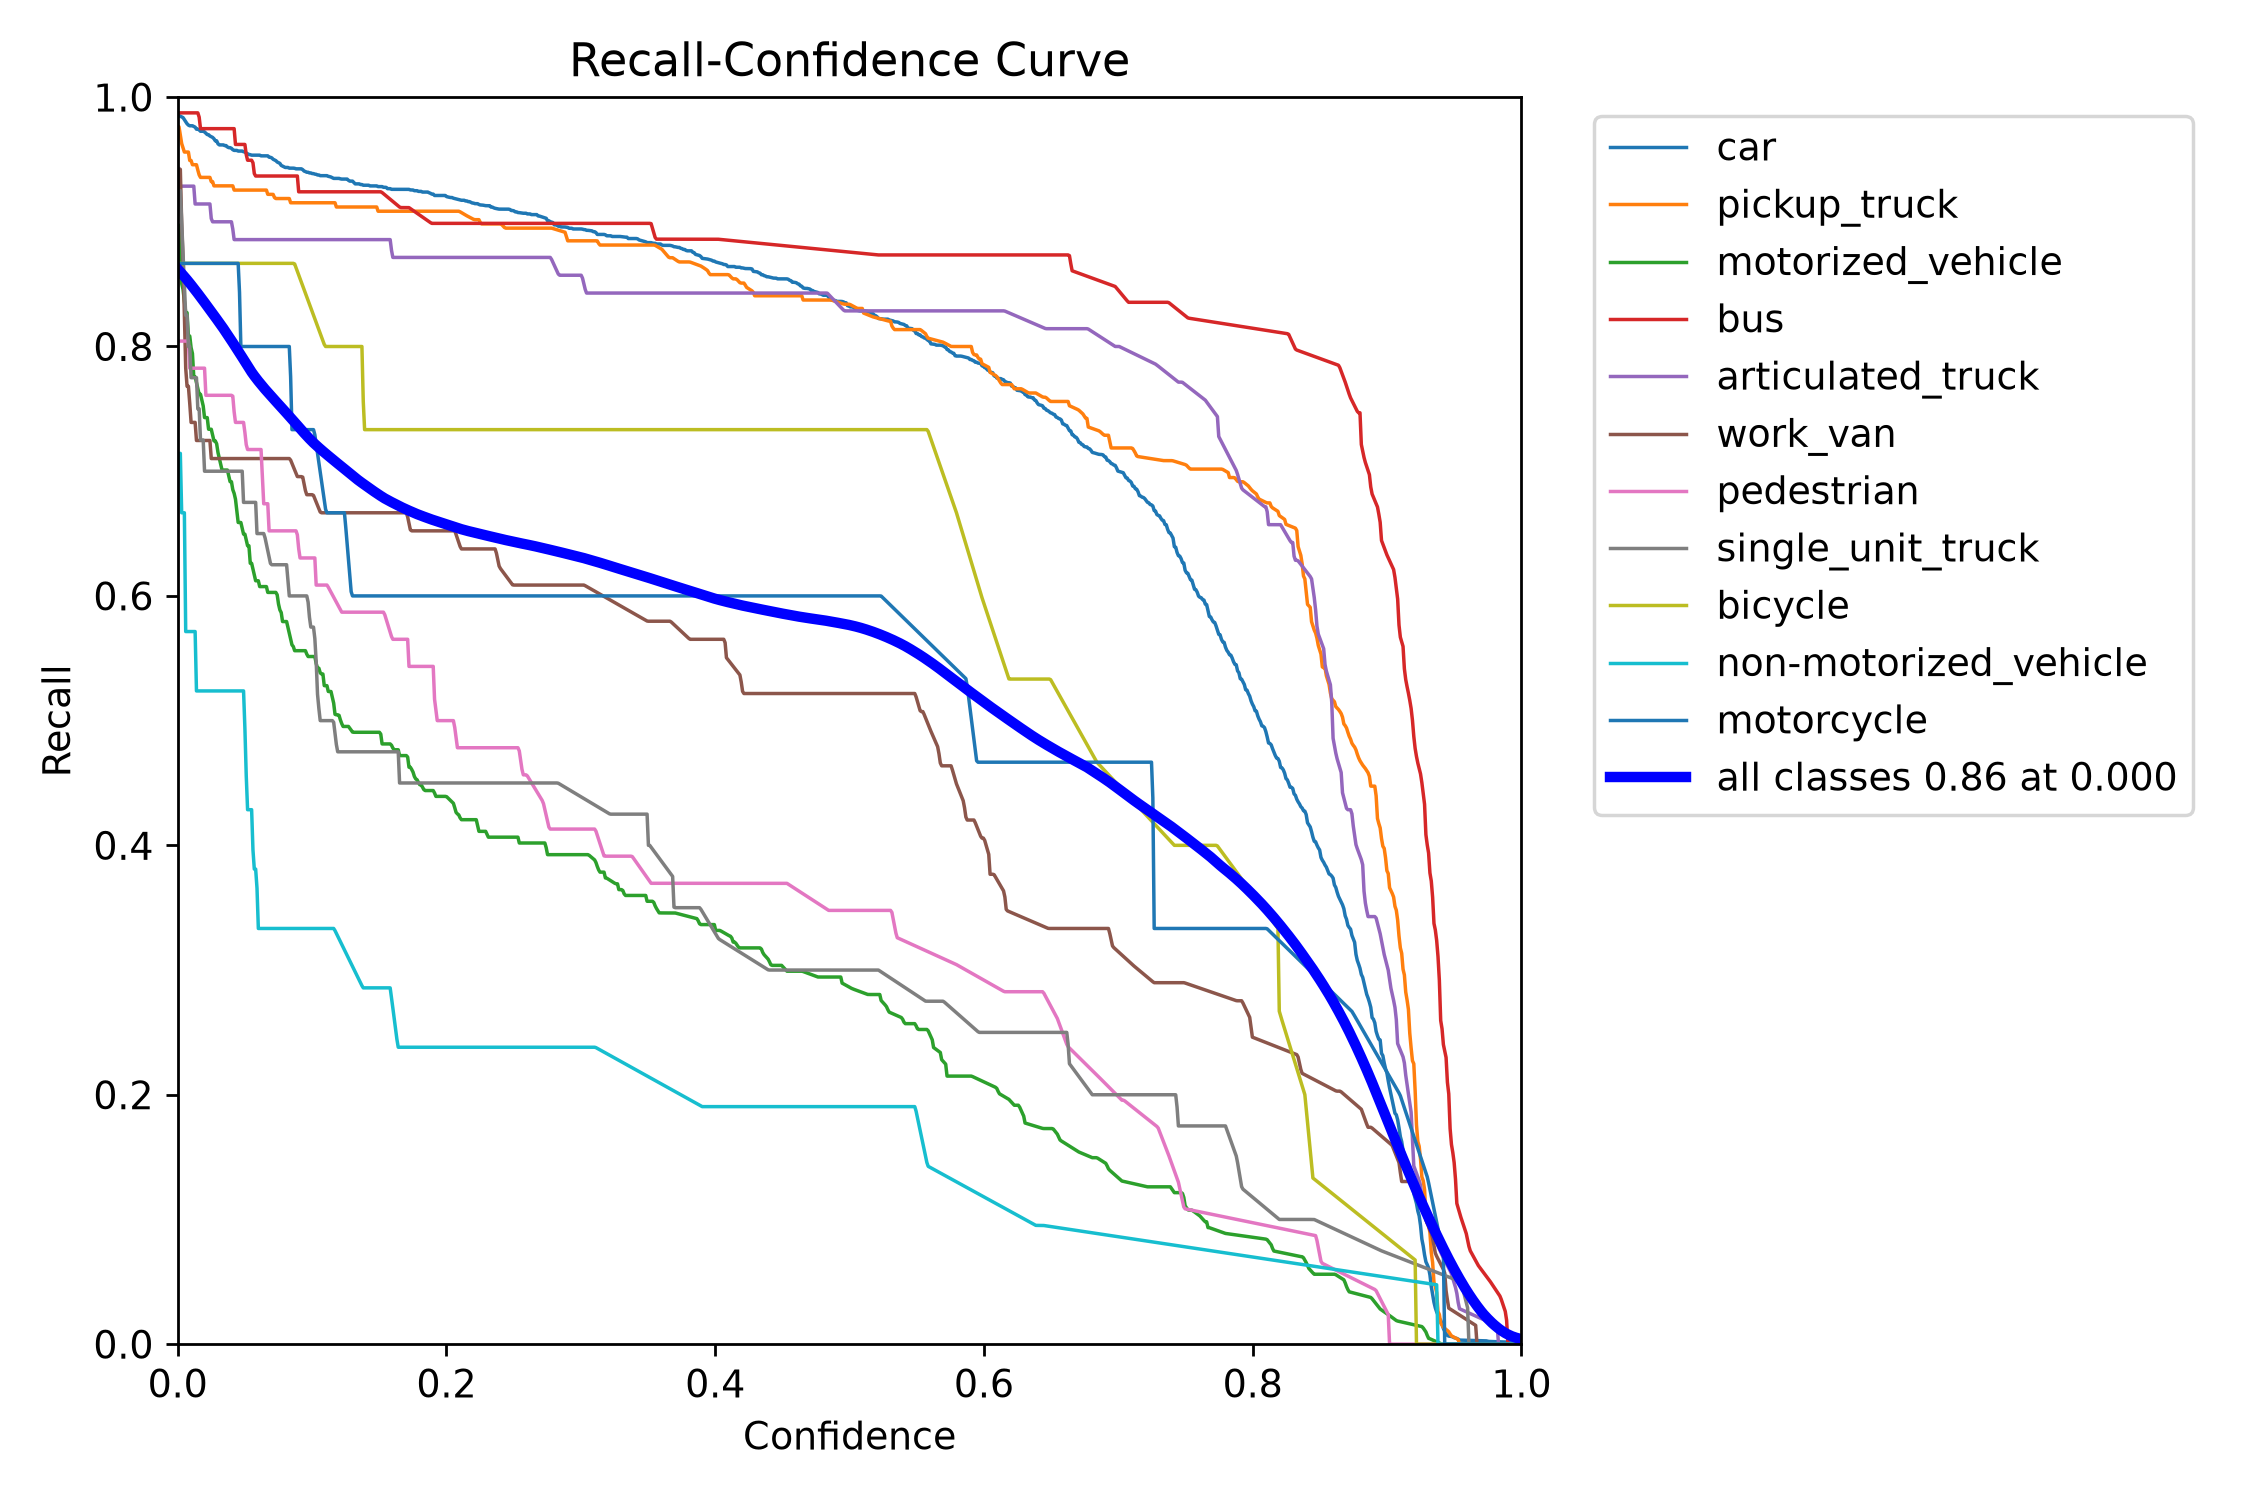 Recall-Confidence Curve
1.0
0.8
0.6
0.4
0.2
0.0
Recall
0.0 0.2 0.4 0.6 0.8 1.0
Confidence
car
pickup_truck
motorized_vehicle
bus
articulated_truck
work_van
pedestrian
single_unit_truck
bicycle
non-motorized_vehicle
motorcycle
all classes 0.86 at 0.000